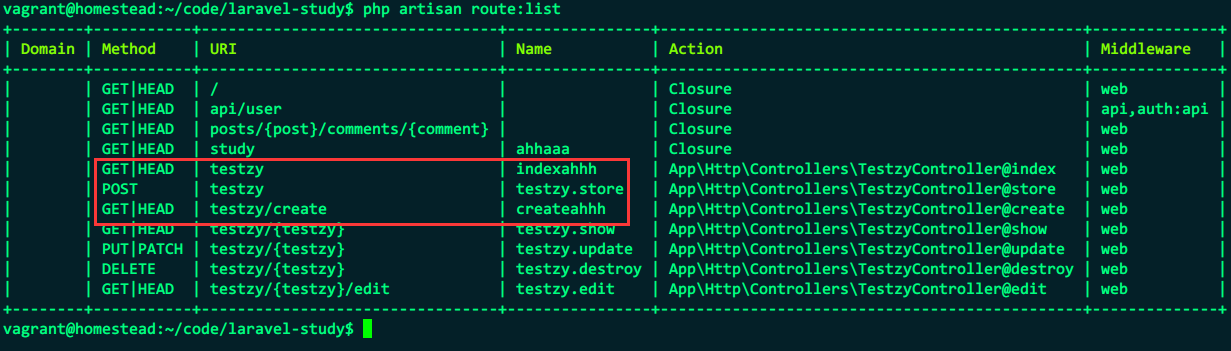 vagrant@homestead:~/code/laravel-study$ php artisan route:list
+--------+-----------+----------------------------------+----------------+-----------------------------------------------+--------------+
| Domain | Method    | URI                              | Name           | Action                                        | Middleware   |
+--------+-----------+----------------------------------+----------------+-----------------------------------------------+--------------+
|        | GET|HEAD  | /                                |                | Closure                                       | web          |
|        | GET|HEAD  | api/user                         |                | Closure                                       | api,auth:api |
|        | GET|HEAD  | posts/{post}/comments/{comment}  |                | Closure                                       | web          |
|        | GET|HEAD  | study                            | ahhaaa         | Closure                                       | web          |
|        | GET|HEAD  | testzy                           | indexahhh      | App\Http\Controllers\TestzyController@index   | web          |
|        | POST      | testzy                           | testzy.store   | App\Http\Controllers\TestzyController@store   | web          |
|        | GET|HEAD  | testzy/create                    | createahhh     | App\Http\Controllers\TestzyController@create  | web          |
|        | GET|HEAD  | testzy/{testzy}                  | testzy.show    | App\Http\Controllers\TestzyController@show    | web          |
|        | PUT|PATCH | testzy/{testzy}                  | testzy.update  | App\Http\Controllers\TestzyController@update  | web          |
|        | DELETE    | testzy/{testzy}                  | testzy.destroy | App\Http\Controllers\TestzyController@destroy | web          |
|        | GET|HEAD  | testzy/{testzy}/edit             | testzy.edit    | App\Http\Controllers\TestzyController@edit    | web          |
+--------+-----------+----------------------------------+----------------+-----------------------------------------------+--------------+
vagrant@homestead:~/code/laravel-study$